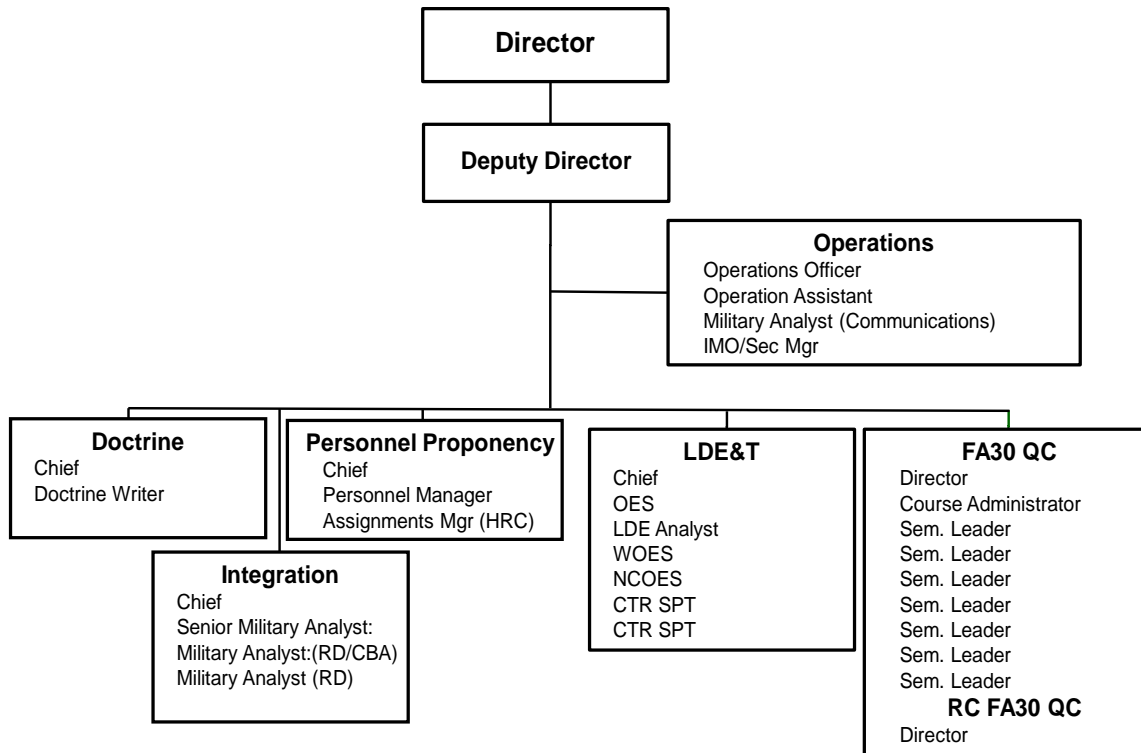 Director
Deputy Director
Operations
Operations Officer
Operation Assistant
Military Analyst (Communications)
IMO/Sec Mgr
Doctrine
Chief
Doctrine Writer
Personnel Proponency
Chief
Personnel Manager
Assignments Mgr (HRC)
Integration
Chief
Senior Military Analyst:
Military Analyst:(RD/CBA)
Military Analyst (RD)
LDE&T
Chief
OES
LDE Analyst
WOES
NCOES
CTR SPT
CTR SPT
FA30 QC
Director
Course Administrator
Sem. Leader
Sem. Leader
Sem. Leader
Sem. Leader
Sem. Leader
Sem. Leader
Sem. Leader
RC FA30 QC
Director